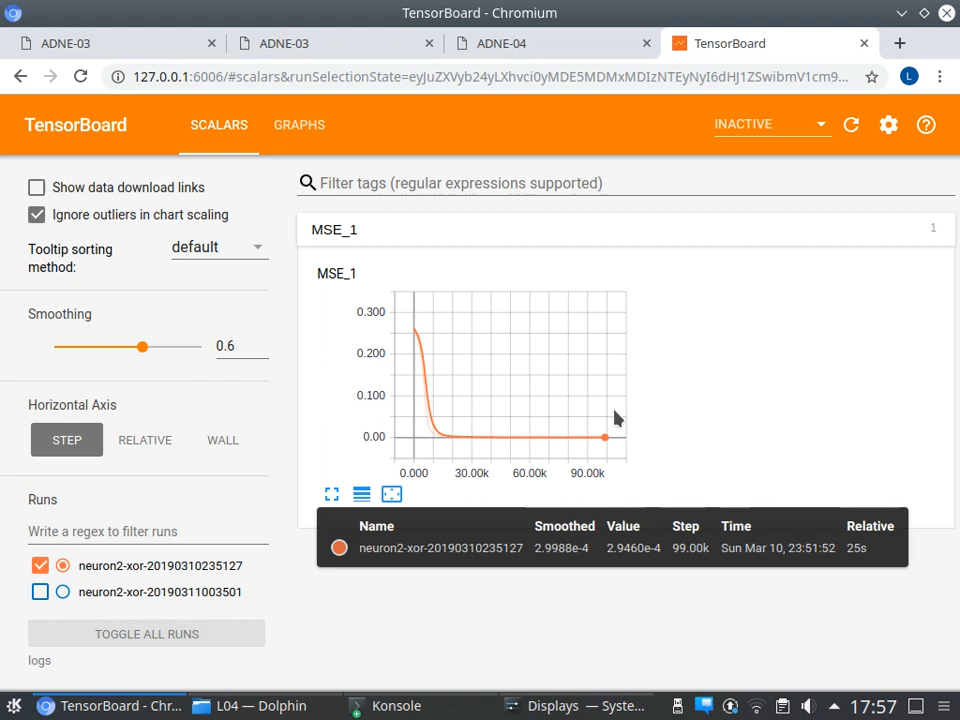 TensorBoard - Chromium
ADNE-03
ADNE-03
ADNE-04
TensorBoard
127.0.0.1:6006/#scalars&runSelectionState=eyJuZXVyb24yLXhvci0yMDE5MDMxMDIzNTEyNyI6dHJ1ZSwibmV1cm9...
L
TensorBoard
SCALARS
GRAPHS
INACTIVE
Show data download links
Ignore outliers in chart scaling
Tooltip sorting
method:
default
Smoothing
0.6
Horizontal Axis
STEP
RELATIVE
WALL
Runs
Write a regex to filter runs
neuron2-xor-20190310235127
neuron2-xor-20190311003501
TOGGLE ALL RUNS
logs
Filter tags (regular expressions supported)
MSE_1
1
MSE_1
0.300
0.200
0.100
0.00
0.000 30.00k 60.00k 90.00k
Name Smoothed Value Step Time Relative
neuron2-xor-20190310235127 2.9988e-4 2.9460e-4 99.00k Sun Mar 10, 23:51:52 25s
TensorBoard - Chr...
L04 — Dolphin
Konsole
Displays — Syste...
17:57